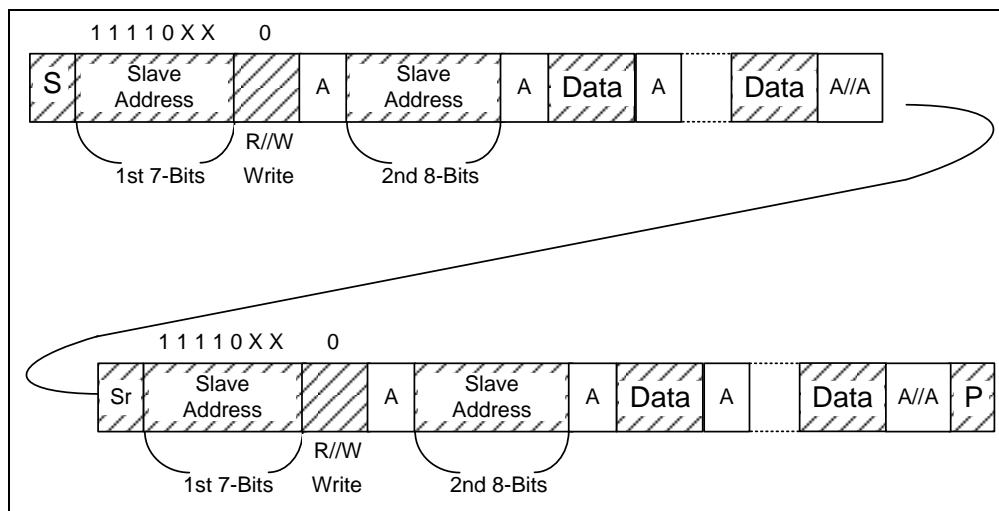 1 1 1 1 0 X X 0
S Slave Address A Slave Address A Data A Data A//A
R//W
1st 7-Bits Write 2nd 8-Bits
1 1 1 1 0 X X 0
Sr Slave Address A Slave Address A Data A Data A//A P
R//W
1st 7-Bits Write 2nd 8-Bits